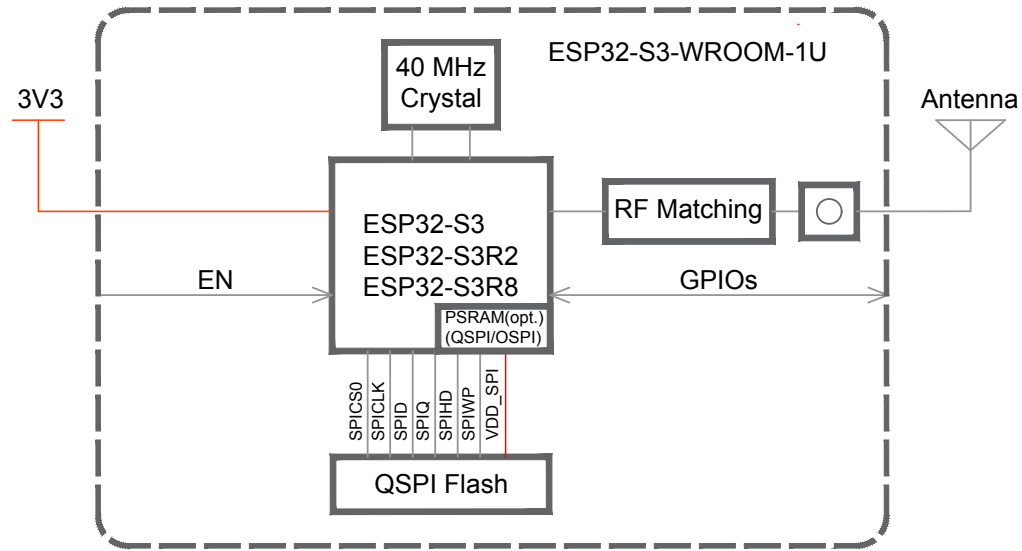 ESP32-S3-WROOM-1U
40 MHz
Crystal
3V3
Antenna
RF Matching
ESP32-S3
ESP32-S3R2
ESP32-S3R8
EN
GPIOs
PSRAM(opt.)
(QSPI/OSPI)
SPICS0
SPICLK
SPID
SPIQ
SPIHD
SPIWP
VDD_SPI
QSPI Flash